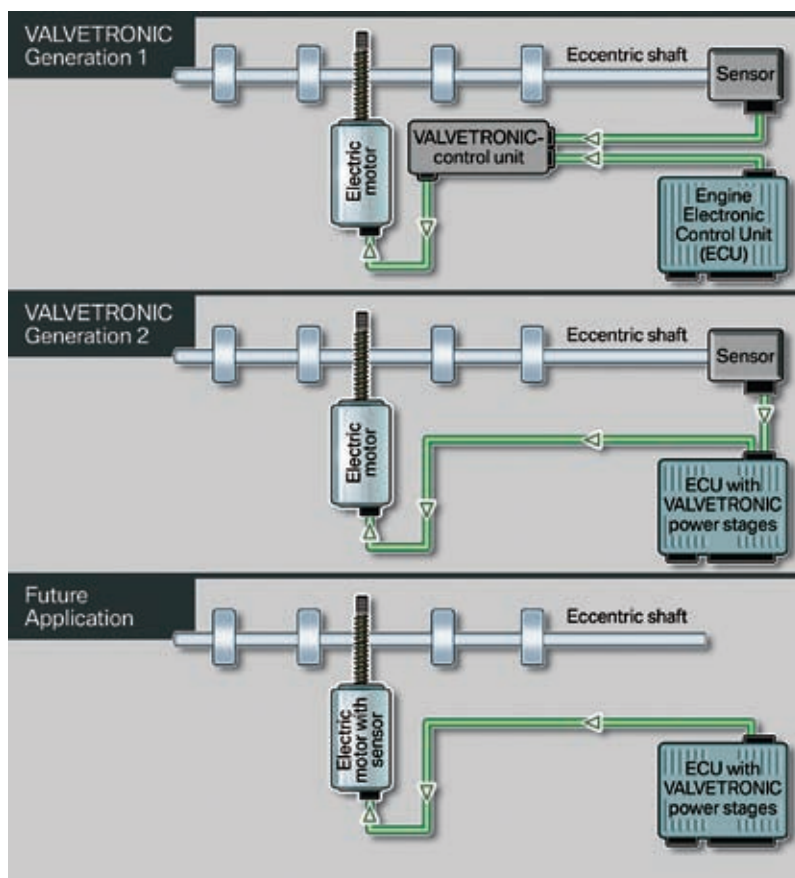 VALVETRONIC
Generation 1
Eccentric shaft
Sensor
VALVETRONIC-
control unit
Electric
motor
Engine
Electronic
Control Unit
(ECU)
VALVETRONIC
Generation 2
Eccentric shaft
Sensor
Electric
motor
ECU with
VALVETRONIC
power stages
Future
Application
Eccentric shaft
Electric
motor with
sensor
ECU with
VALVETRONIC
power stages